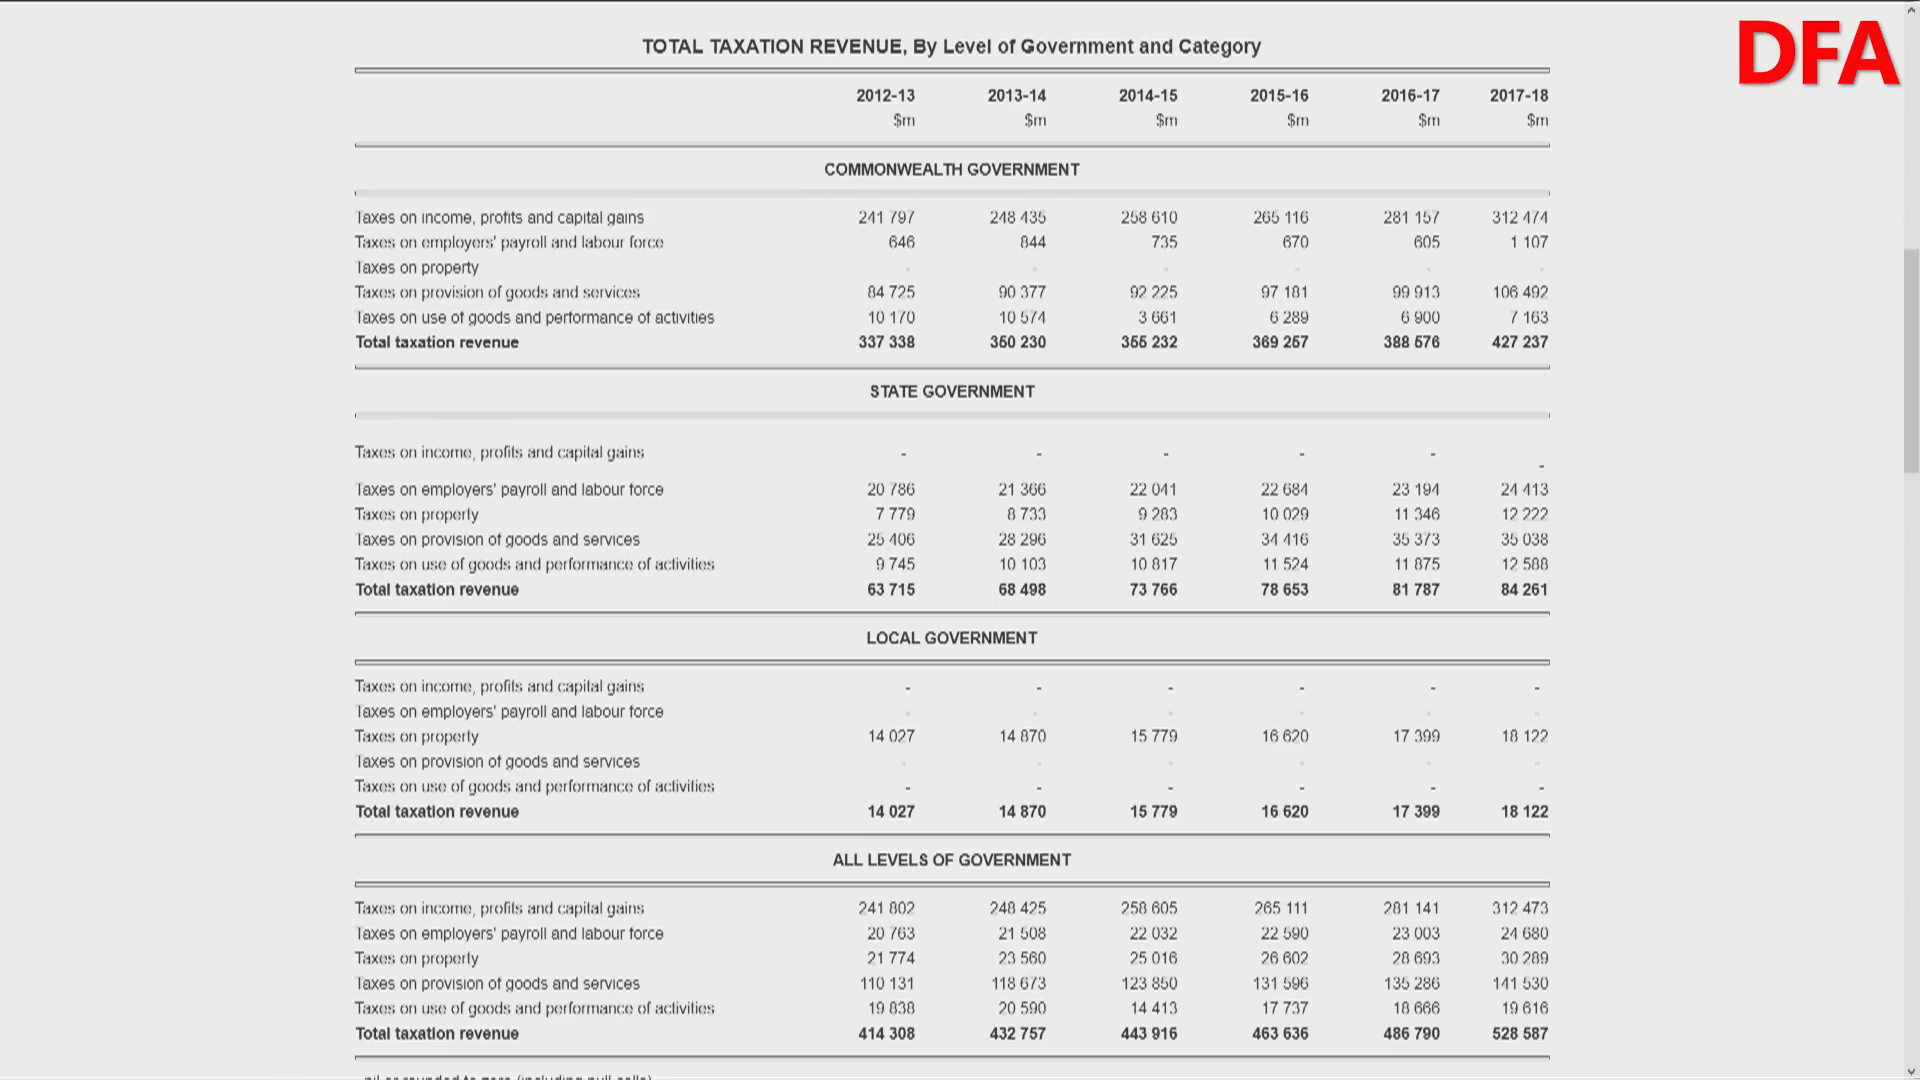 DFA
TOTAL TAXATION REVENUE, By Level of Government and Category
2012-13 2013-14 2014-15 2015-16 2016-17 2017-18
$m $m $m $m $m $m
COMMONWEALTH GOVERNMENT
Taxes on income, profits and capital gains 241 797 248 435 258 610 265 116 281 157 312 474
Taxes on employers' payroll and labour force 646 844 735 670 605 1 107
Taxes on property - - - - - -
Taxes on provision of goods and services 84 725 90 377 92 225 97 181 99 913 106 492
Taxes on use of goods and performance of activities 10 170 10 574 3 661 6 289 6 900 7 163
Total taxation revenue 337 338 350 230 355 232 369 257 388 576 427 237
STATE GOVERNMENT
Taxes on income, profits and capital gains - - - - - -
Taxes on employers' payroll and labour force 20 786 21 366 22 041 22 684 23 194 24 413
Taxes on property 7 779 8 733 9 283 10 029 11 346 12 222
Taxes on provision of goods and services 25 406 28 296 31 625 34 416 35 373 35 038
Taxes on use of goods and performance of activities 9 745 10 103 10 817 11 524 11 875 12 588
Total taxation revenue 63 715 68 498 73 766 78 653 81 787 84 261
LOCAL GOVERNMENT
Taxes on income, profits and capital gains - - - - - -
Taxes on employers' payroll and labour force - - - - - -
Taxes on property 14 027 14 870 15 779 16 620 17 399 18 122
Taxes on provision of goods and services - - - - - -
Taxes on use of goods and performance of activities - - - - - -
Total taxation revenue 14 027 14 870 15 779 16 620 17 399 18 122
ALL LEVELS OF GOVERNMENT
Taxes on income, profits and capital gains 241 802 248 425 258 605 265 111 281 141 312 473
Taxes on employers' payroll and labour force 20 763 21 508 22 032 22 590 23 003 24 680
Taxes on property 21 774 23 560 25 016 26 602 28 693 30 289
Taxes on provision of goods and services 110 131 118 673 123 850 131 596 135 286 141 530
Taxes on use of goods and performance of activities 19 838 20 590 14 413 17 737 18 666 19 616
Total taxation revenue 414 308 432 757 443 916 463 636 486 790 528 587